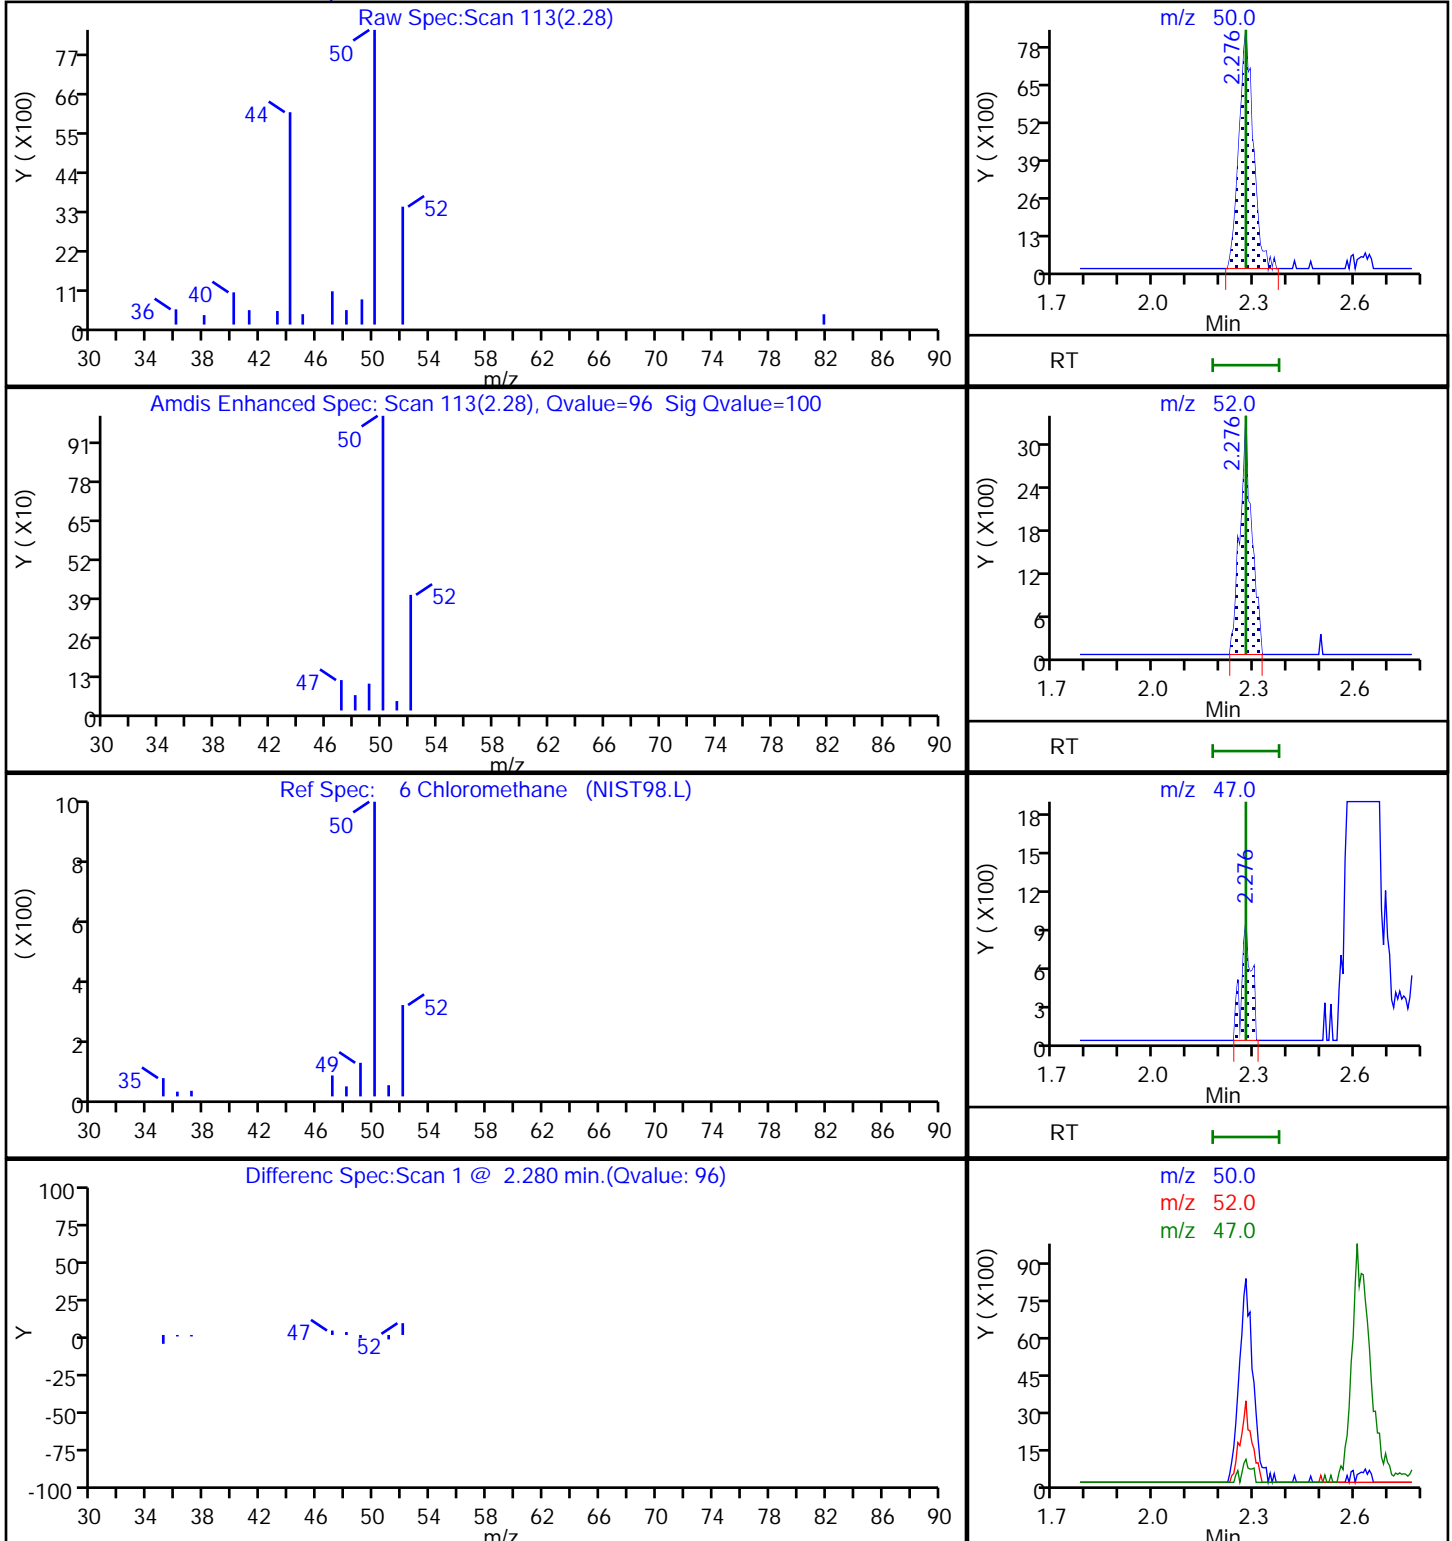 Raw Spec:Scan 113(2.28)
Y ( X100)
77
66
55
44
33
22
11
0
50
44
52
40
36
30 34 38 42 46 50 54 58 62 66 70 74 78 82 86 90
m/z
m/z 50.0
Y ( X100)
78
65
52
39
26
13
0
2.276
1.7 2.0 2.3 2.6
Min
RT
Amdis Enhanced Spec: Scan 113(2.28), Qvalue=96 Sig Qvalue=100
Y ( X10)
91
78
65
52
39
26
13
0
50
52
47
30 34 38 42 46 50 54 58 62 66 70 74 78 82 86 90
m/z
m/z 52.0
Y ( X100)
30
24
18
12
6
0
2.276
1.7 2.0 2.3 2.6
Min
RT
Ref Spec: 6 Chloromethane (NIST98.L)
( X100)
10
8
6
4
2
0
50
52
49
35
30 34 38 42 46 50 54 58 62 66 70 74 78 82 86 90
m/z 47.0
Y ( X100)
18
15
12
9
6
3
0
2.276
1.7 2.0 2.3 2.6
Min
RT
Differenc Spec:Scan 1 @ 2.280 min.(Qvalue: 96)
Y
100
75
50
25
0
-25
-50
-75
-100
47
52
30 34 38 42 46 50 54 58 62 66 70 74 78 82 86 90
m/z
m/z 50.0
m/z 52.0
m/z 47.0
Y ( X100)
90
75
60
45
30
15
0
1.7 2.0 2.3 2.6
Min